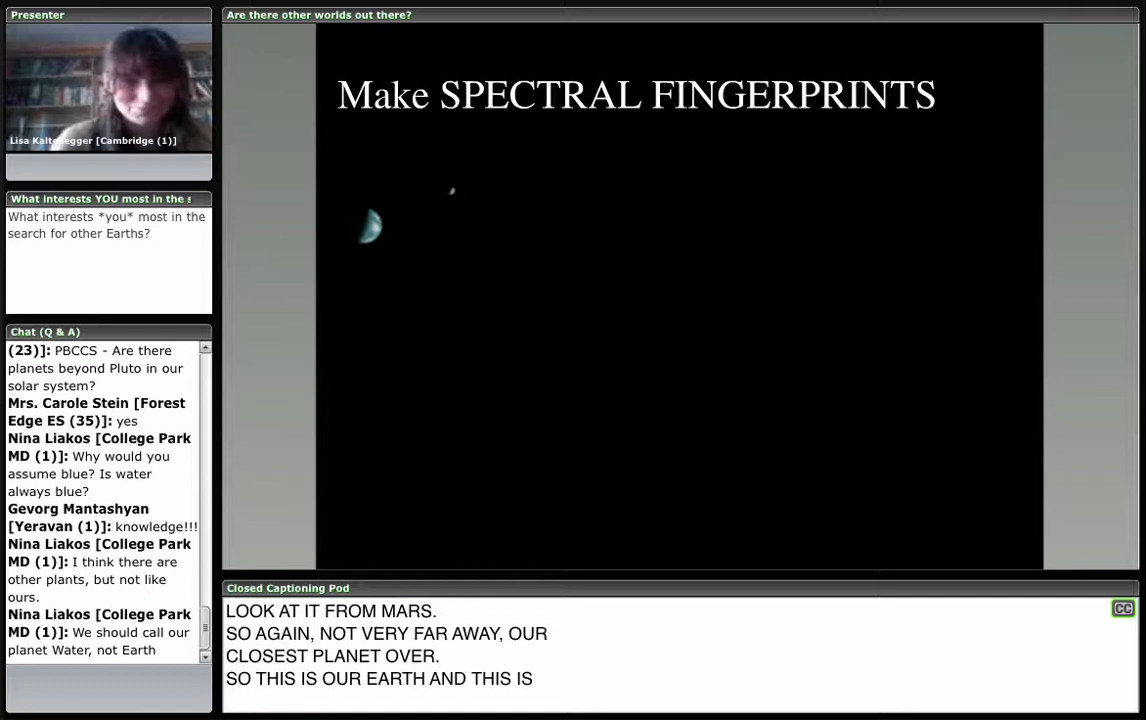 Presenter
Lisa Kaltenegger [Cambridge (1)]
What interests YOU most in the s
What interests *you* most in the
search for other Earths?
Chat (Q & A)
(23)]: PBCCS - Are there
planets beyond Pluto in our
solar system?
Mrs. Carole Stein [Forest
Edge ES (35)]: yes
Nina Liakos [College Park
MD (1)]: Why would you
assume blue? Is water
always blue?
Gevorg Mantashyan
[Yeravan (1)]: knowledge!!!
Nina Liakos [College Park
MD (1)]: I think there are
other plants, but not like
ours.
Nina Liakos [College Park
MD (1)]: We should call our
planet Water, not Earth
Are there other worlds out there?
Make SPECTRAL FINGERPRINTS
Closed Captioning Pod
CC
LOOK AT IT FROM MARS.
SO AGAIN, NOT VERY FAR AWAY, OUR
CLOSEST PLANET OVER.
SO THIS IS OUR EARTH AND THIS IS